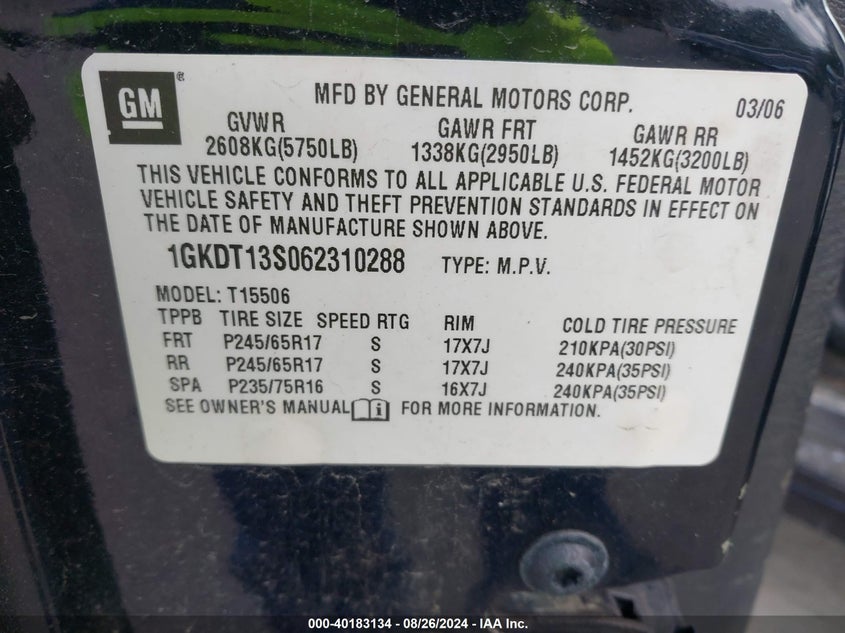 GM ®
MFD BY GENERAL MOTORS CORP. 03/06
GVWR GAWR FRT GAWR RR
2608KG(5750LB) 1338KG(2950LB) 1452KG(3200LB)
THIS VEHICLE CONFORMS TO ALL APPLICABLE U.S. FEDERAL MOTOR
VEHICLE SAFETY AND THEFT PREVENTION STANDARDS IN EFFECT ON
THE DATE OF MANUFACTURE SHOWN ABOVE.
1GKDT13S062310288 TYPE: M.P.V.
MODEL: T15506
TPPB TIRE SIZE SPEED RTG RIM COLD TIRE PRESSURE
FRT P245/65R17 S 17X7J 210KPA(30PSI)
RR P245/65R17 S 17X7J 240KPA(35PSI)
SPA P235/75R16 S 16X7J 240KPA(35PSI)
SEE OWNER'S MANUAL i FOR MORE INFORMATION.
000-40183134 - 08/26/2024 - IAA Inc.